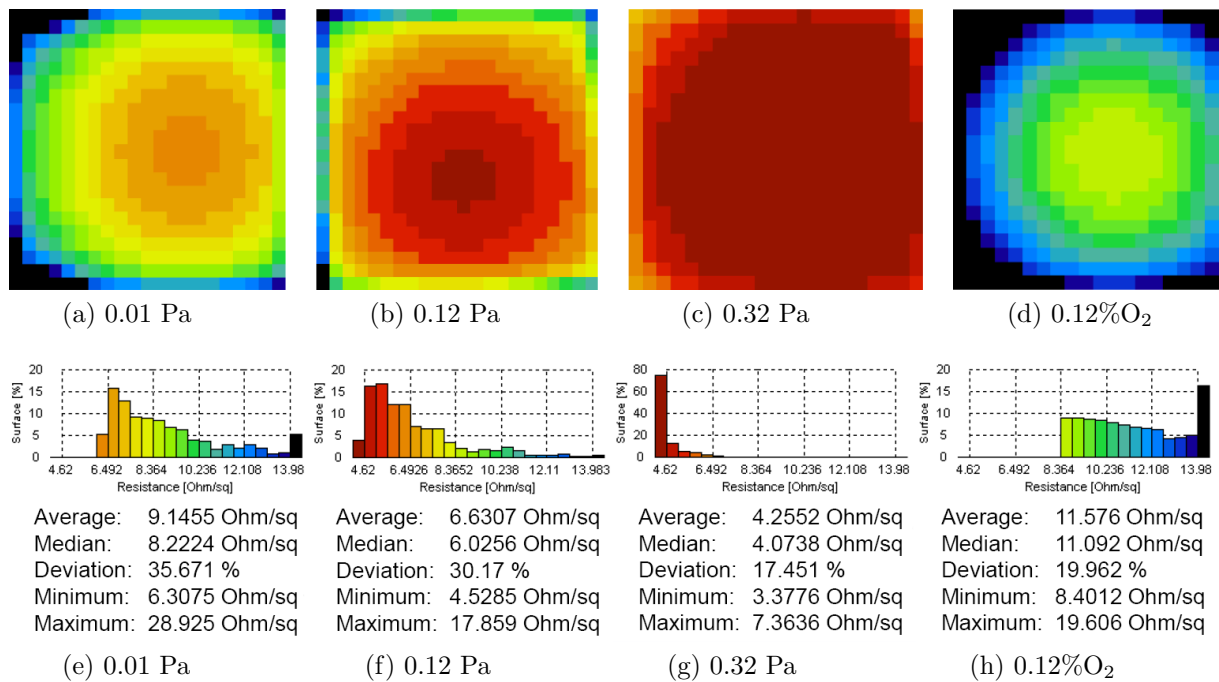 (a) 0.01 Pa
(b) 0.12 Pa
(c) 0.32 Pa
(d) 0.12%O₂
20
15
10
5
0
Surface [%]
4.62 6.492 8.364 10.236 12.108 13.98
Resistance [Ohm/sq]
20
15
10
5
0
Surface [%]
4.62 6.4926 8.3652 10.238 12.11 13.983
Resistance [Ohm/sq]
80
60
40
20
0
Surface [%]
4.62 6.492 8.364 10.236 12.108 13.98
Resistance [Ohm/sq]
20
15
10
5
0
Surface [%]
4.62 6.492 8.364 10.236 12.108 13.98
Resistance [Ohm/sq]
Average: 9.1455 Ohm/sq
Median: 8.2224 Ohm/sq
Deviation: 35.671 %
Minimum: 6.3075 Ohm/sq
Maximum: 28.925 Ohm/sq
Average: 6.6307 Ohm/sq
Median: 6.0256 Ohm/sq
Deviation: 30.17 %
Minimum: 4.5285 Ohm/sq
Maximum: 17.859 Ohm/sq
Average: 4.2552 Ohm/sq
Median: 4.0738 Ohm/sq
Deviation: 17.451 %
Minimum: 3.3776 Ohm/sq
Maximum: 7.3636 Ohm/sq
Average: 11.576 Ohm/sq
Median: 11.092 Ohm/sq
Deviation: 19.962 %
Minimum: 8.4012 Ohm/sq
Maximum: 19.606 Ohm/sq
(e) 0.01 Pa
(f) 0.12 Pa
(g) 0.32 Pa
(h) 0.12%O₂